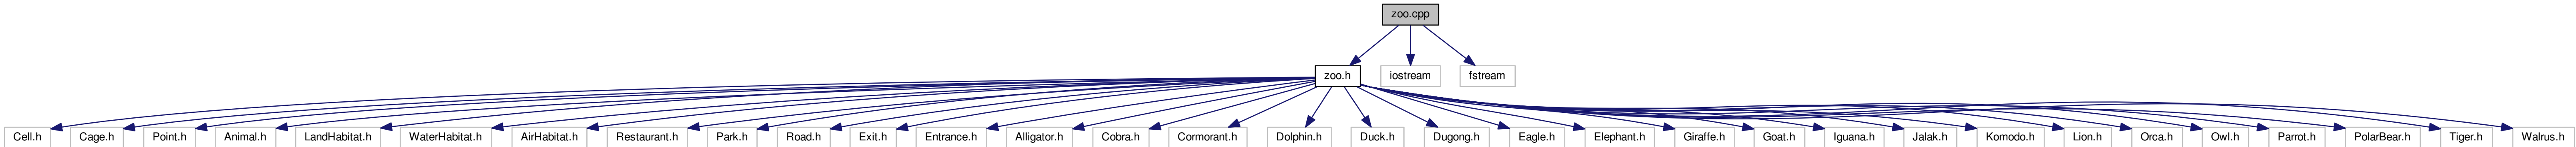 zoo.cpp
zoo.h
iostream
fstream
Cell.h
Cage.h
Point.h
Animal.h
LandHabitat.h
WaterHabitat.h
AirHabitat.h
Restaurant.h
Park.h
Road.h
Exit.h
Entrance.h
Alligator.h
Cobra.h
Cormorant.h
Dolphin.h
Duck.h
Dugong.h
Eagle.h
Elephant.h
Giraffe.h
Goat.h
Iguana.h
Jalak.h
Komodo.h
Lion.h
Orca.h
Owl.h
Parrot.h
PolarBear.h
Tiger.h
Walrus.h